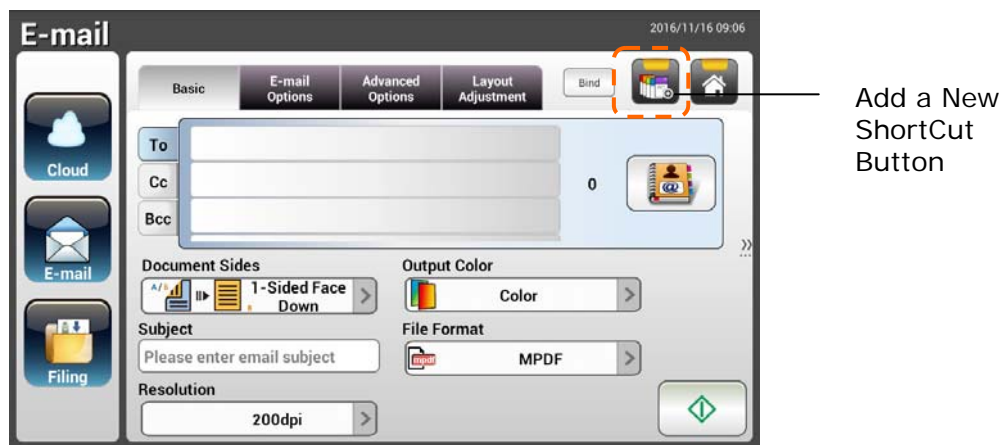 E-mail
2016/11/16 09:06
Basic
E-mail
Options
Advanced
Options
Layout
Adjustment
Bind
Add a New
ShortCut
Button
Cloud
E-mail
Filing
To
Cc
Bcc
0
@
Document Sides
Output Color
A/B
1-Sided Face
Down
Color
Subject
File Format
Please enter email subject
mpdf
MPDF
Resolution
200dpi